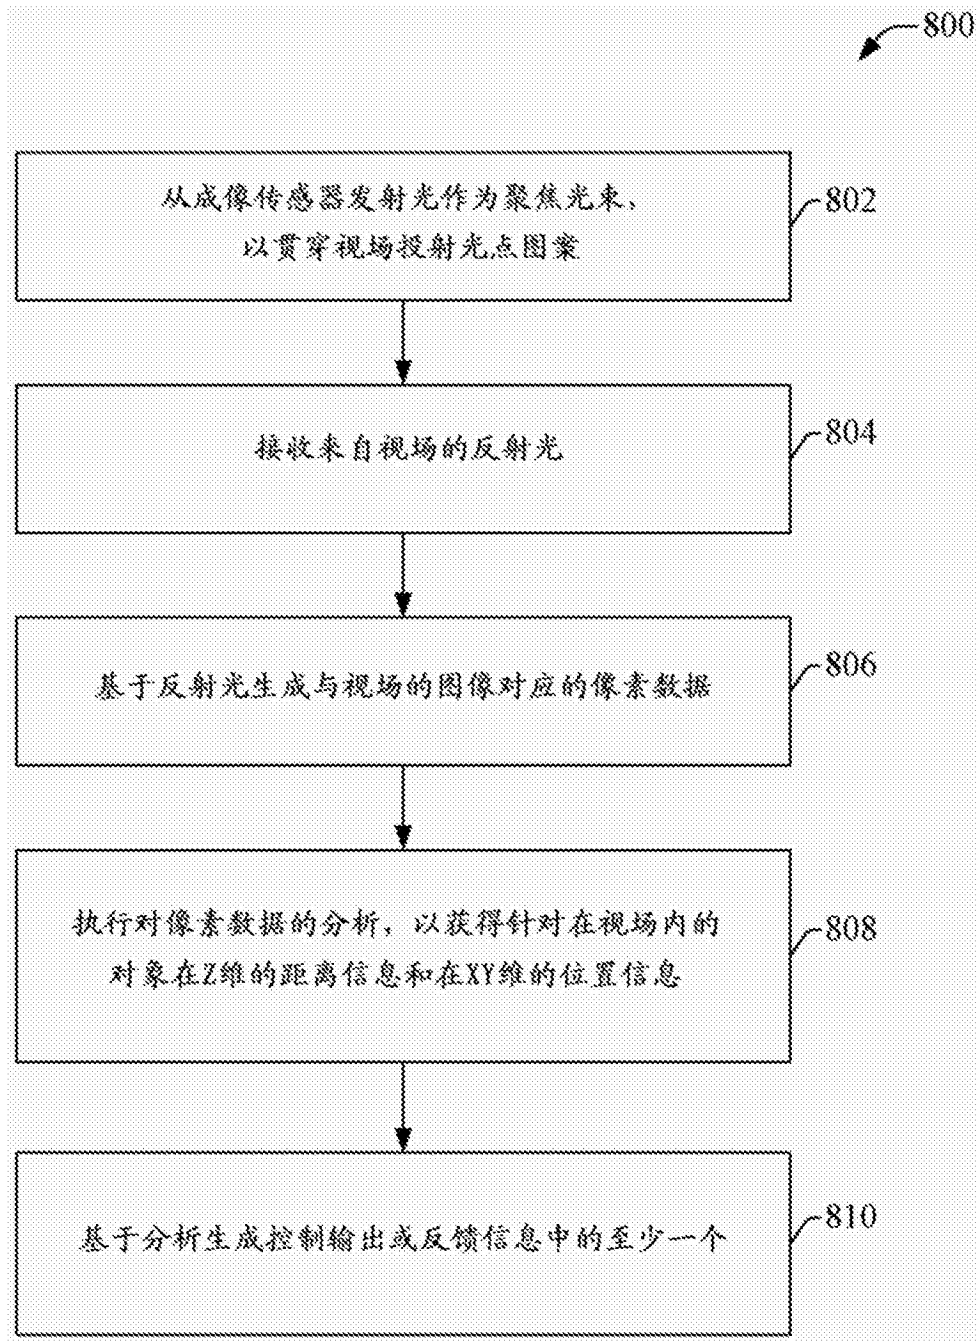 800
从成像传感器发射光作为聚焦光束，
以贯穿视场投射光点图案
802
接收来自视场的反射光
804
基于反射光生成与视场的图像对应的像素数据
806
执行对像素数据的分析，以获得针对在视场内的
对象在Z维的距离信息和在XY维的位置信息
808
基于分析生成控制输出或反馈信息中的至少一个
810